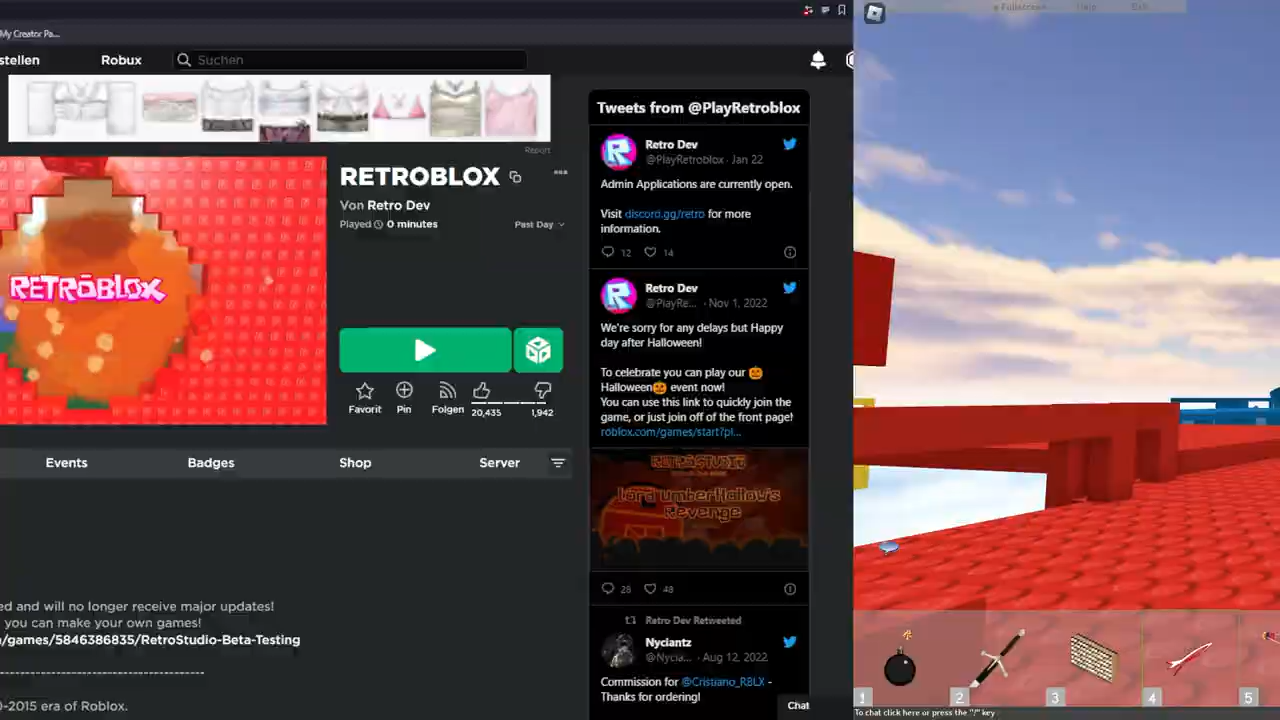 My Creator Pa...
stellen
Robux
Suchen
Fullscreen
Help
Exit
Report
Tweets from @PlayRetroblox
RETROBLOX
RETROBLOX
Von Retro Dev
Played 0 minutes
Past Day
Favorit
Pin
Folgen
20,435
1,942
Events
Badges
Shop
Server
ed and will no longer receive major updates!
you can make your own games!
/games/5846386835/RetroStudio-Beta-Testing
----------------------------------------
0-2015 era of Roblox.
Retro Dev
@PlayRetroblox · Jan 22
Admin Applications are currently open.
Visit discord.gg/retro for more
information.
12
14
Retro Dev
@PlayRe... · Nov 1, 2022
We're sorry for any delays but Happy
day after Halloween!
To celebrate you can play our 🎃
Halloween🎃 event now!
You can use this link to quickly join the
game, or just join off of the front page!
roblox.com/games/start?pl...
RETRO STUDIO
Lord umberHallow's
Revenge
28
48
Retro Dev Retweeted
Nyciantz
@Nycia... · Aug 12, 2022
Commission for @Cristiano_RBLX -
Thanks for ordering!
Chat
1
2
3
4
5
To chat click here or press the "/" key